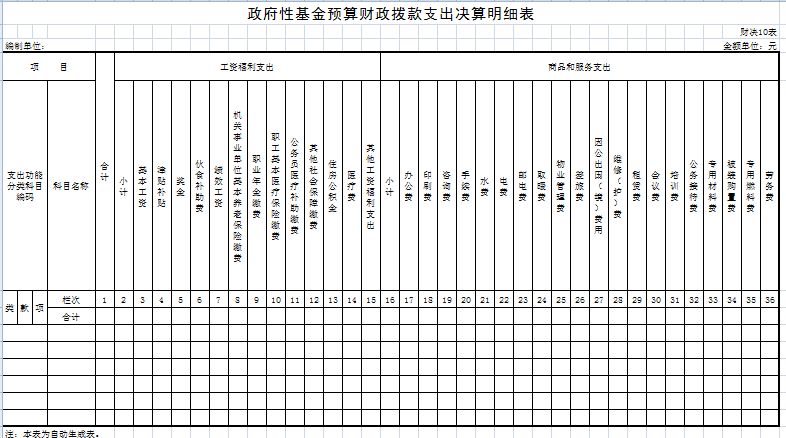 政府性基金预算财政拨款支出决算明细表
财决10表
编制单位：
金额单位：元
项 目
合计
工资福利支出
商品和服务支出
支出功能分类科目编码
科目名称
小计
基本工资
津贴补贴
奖金
伙食补助费
绩效工资
机关事业单位基本养老保险缴费
职业年金缴费
职工基本医疗保险缴费
公务员医疗补助缴费
其他社会保障缴费
住房公积金
医疗费
其他工资福利支出
小计
办公费
印刷费
咨询费
手续费
水费
电费
邮电费
取暖费
物业管理费
差旅费
因公出国（境）费用
维修（护）费
租赁费
会议费
培训费
公务接待费
专用材料费
被装购置费
专用燃料费
劳务费
类 款 项
栏次 1 2 3 4 5 6 7 8 9 10 11 12 13 14 15 16 17 18 19 20 21 22 23 24 25 26 27 28 29 30 31 32 33 34 35 36
合计
注：本表为自动生成表。